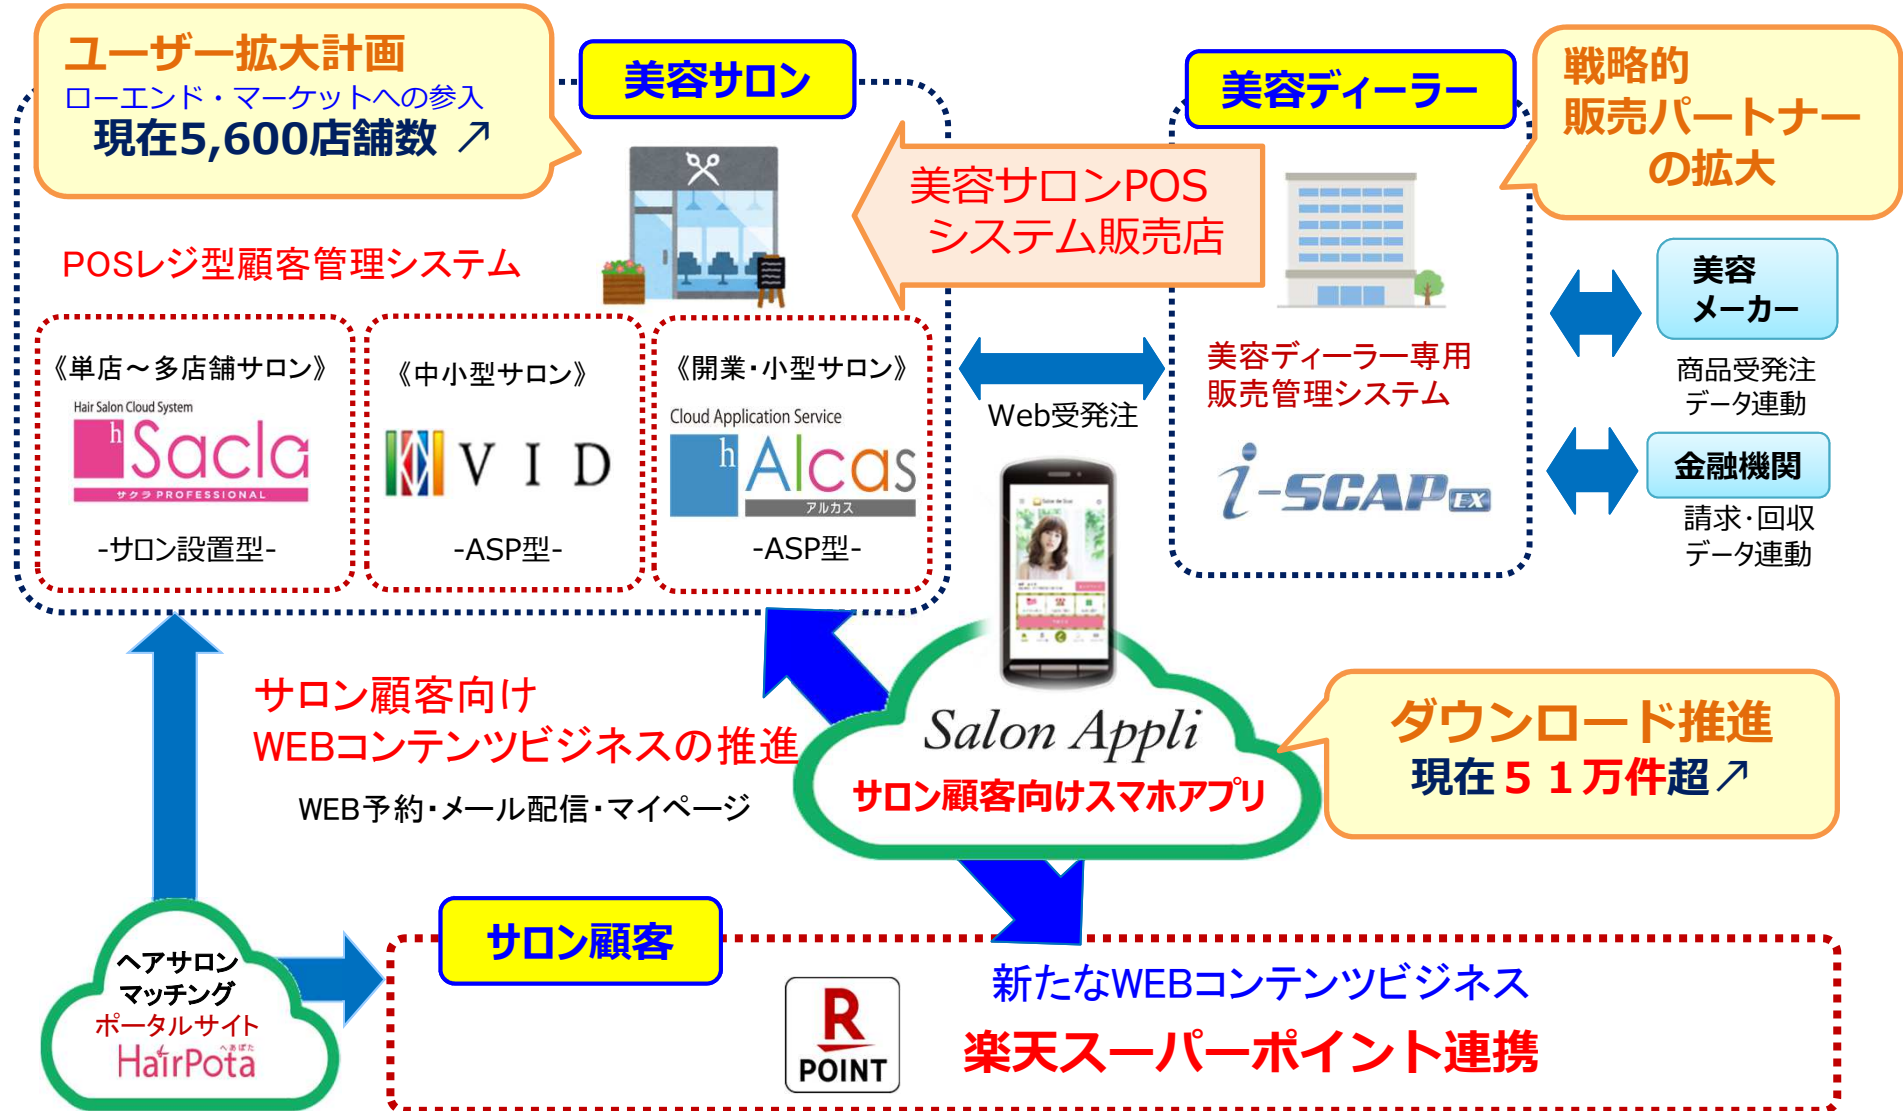 ユーザー拡大計画
ローエンド・マーケットへの参入
現在5,600店舗数 ↗
美容サロン
美容ディーラー
戦略的
販売パートナー
の拡大
美容サロンPOS
システム販売店
POSレジ型顧客管理システム
《単店～多店舗サロン》
Hair Salon Cloud System
h Sacla
サクラ PROFESSIONAL
-サロン設置型-
《中小型サロン》
VID
-ASP型-
《開業・小型サロン》
Cloud Application Service
h Alcas
アルカス
-ASP型-
Web受発注
美容ディーラー専用
販売管理システム
i-SCAP EX
美容
メーカー
商品受発注
データ連動
金融機関
請求・回収
データ連動
サロン顧客向け
WEBコンテンツビジネスの推進
WEB予約・メール配信・マイページ
Salon Appli
サロン顧客向けスマホアプリ
ダウンロード推進
現在５１万件超↗
サロン顧客
ヘアサロン
マッチング
ポータルサイト
へあぽた
HairPota
R
POINT
新たなWEBコンテンツビジネス
楽天スーパーポイント連携